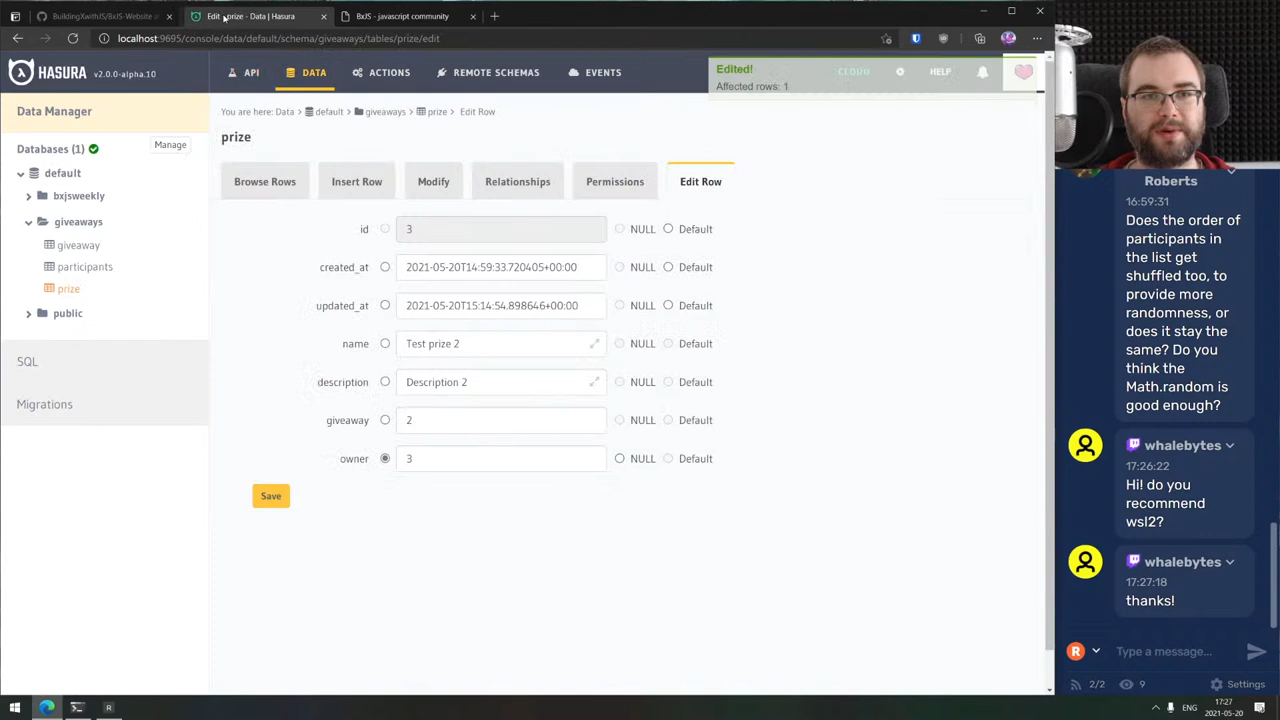 BuildingXwithJS/BxJS-Website at
Edit - prize - Data | Hasura
BxJS - javascript community
localhost:9695/console/data/default/schema/giveaways/tables/prize/edit
HASURA
v2.0.0-alpha.10
API
DATA
ACTIONS
REMOTE SCHEMAS
EVENTS
Edited!
Affected rows: 1
CLOUD
HELP
Data Manager
Databases (1)
Manage
default
bxjsweekly
giveaways
giveaway
participants
prize
public
SQL
Migrations
You are here: Data > default > giveaways > prize > Edit Row
prize
Browse Rows
Insert Row
Modify
Relationships
Permissions
Edit Row
id 3 NULL Default
created_at 2021-05-20T14:59:33.720405+00:00 NULL Default
updated_at 2021-05-20T15:14:54.898646+00:00 NULL Default
name Test prize 2 NULL Default
description Description 2 NULL Default
giveaway 2 NULL Default
owner 3 NULL Default
Save
Roberts
16:59:31
Does the order of
participants in
the list get
shuffled too, to
provide more
randomness, or
does it stay the
same? Do you
think the
Math.random is
good enough?
whalebytes
17:26:22
Hi! do you
recommend
wsl2?
whalebytes
17:27:18
thanks!
R
Type a message...
2/2
9
Settings
ENG
17:27
2021-05-20